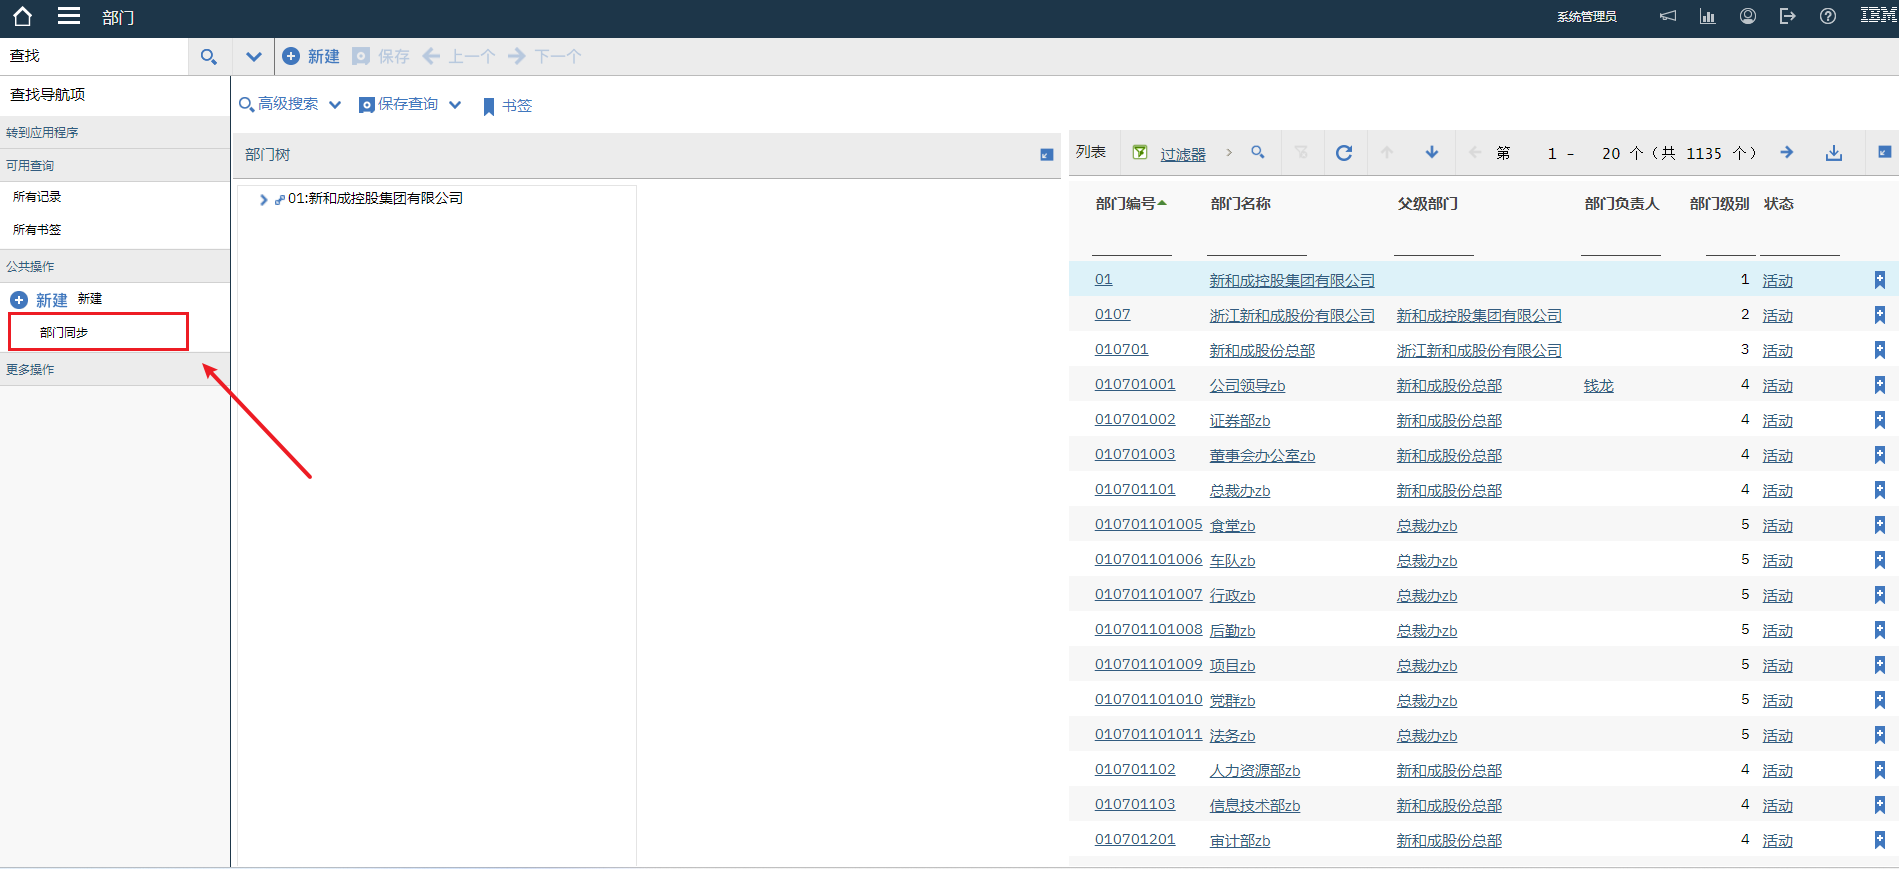 部门
系统管理员
IBM
查找
新建 保存 上一个 下一个
查找导航项
转到应用程序
可用查询
所有记录
所有书签
公共操作
新建 新建
部门同步
更多操作
高级搜索 保存查询 书签
部门树
01:新和成控股集团有限公司
列表 过滤器 第 1 - 20 个（共 1135 个）
部门编号 部门名称 父级部门 部门负责人 部门级别 状态
01 新和成控股集团有限公司 1 活动
0107 浙江新和成股份有限公司 新和成控股集团有限公司 2 活动
010701 新和成股份总部 浙江新和成股份有限公司 3 活动
010701001 公司领导zb 新和成股份总部 钱龙 4 活动
010701002 证券部zb 新和成股份总部 4 活动
010701003 董事会办公室zb 新和成股份总部 4 活动
010701101 总裁办zb 新和成股份总部 4 活动
010701101005 食堂zb 总裁办zb 5 活动
010701101006 车队zb 总裁办zb 5 活动
010701101007 行政zb 总裁办zb 5 活动
010701101008 后勤zb 总裁办zb 5 活动
010701101009 项目zb 总裁办zb 5 活动
010701101010 党群zb 总裁办zb 5 活动
010701101011 法务zb 总裁办zb 5 活动
010701102 人力资源部zb 新和成股份总部 4 活动
010701103 信息技术部zb 新和成股份总部 4 活动
010701201 审计部zb 新和成股份总部 4 活动